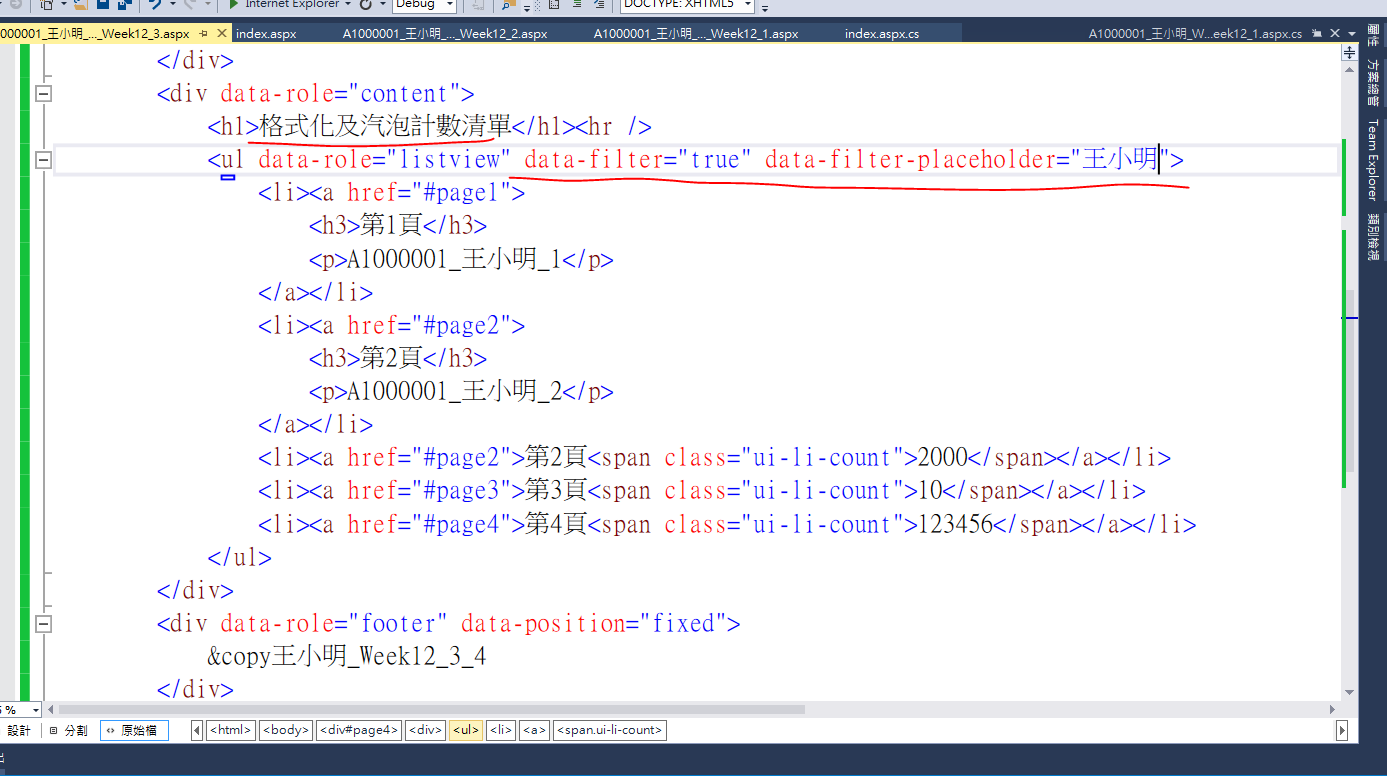 Internet Explorer
Debug
DOCTYPE: XHTML5
000001_王小明_..._Week12_3.aspx
index.aspx
A1000001_王小明_..._Week12_2.aspx
A1000001_王小明_..._Week12_1.aspx
index.aspx.cs
A1000001_王小明_W...eek12_1.aspx.cs
</div>
<div data-role="content">
<h1>格式化及汽泡計數清單</h1><hr />
<ul data-role="listview" data-filter="true" data-filter-placeholder="王小明">
<li><a href="#page1">
<h3>第1頁</h3>
<p>A1000001_王小明_1</p>
</a></li>
<li><a href="#page2">
<h3>第2頁</h3>
<p>A1000001_王小明_2</p>
</a></li>
<li><a href="#page2">第2頁<span class="ui-li-count">2000</span></a></li>
<li><a href="#page3">第3頁<span class="ui-li-count">10</span></a></li>
<li><a href="#page4">第4頁<span class="ui-li-count">123456</span></a></li>
</ul>
</div>
<div data-role="footer" data-position="fixed">
&copy王小明_Week12_3_4
</div>
屬性
方案總管
Team Explorer
類別檢視
%
設計
分割
原始檔
<html>
<body>
<div#page4>
<div>
<ul>
<li>
<a>
<span.ui-li-count>